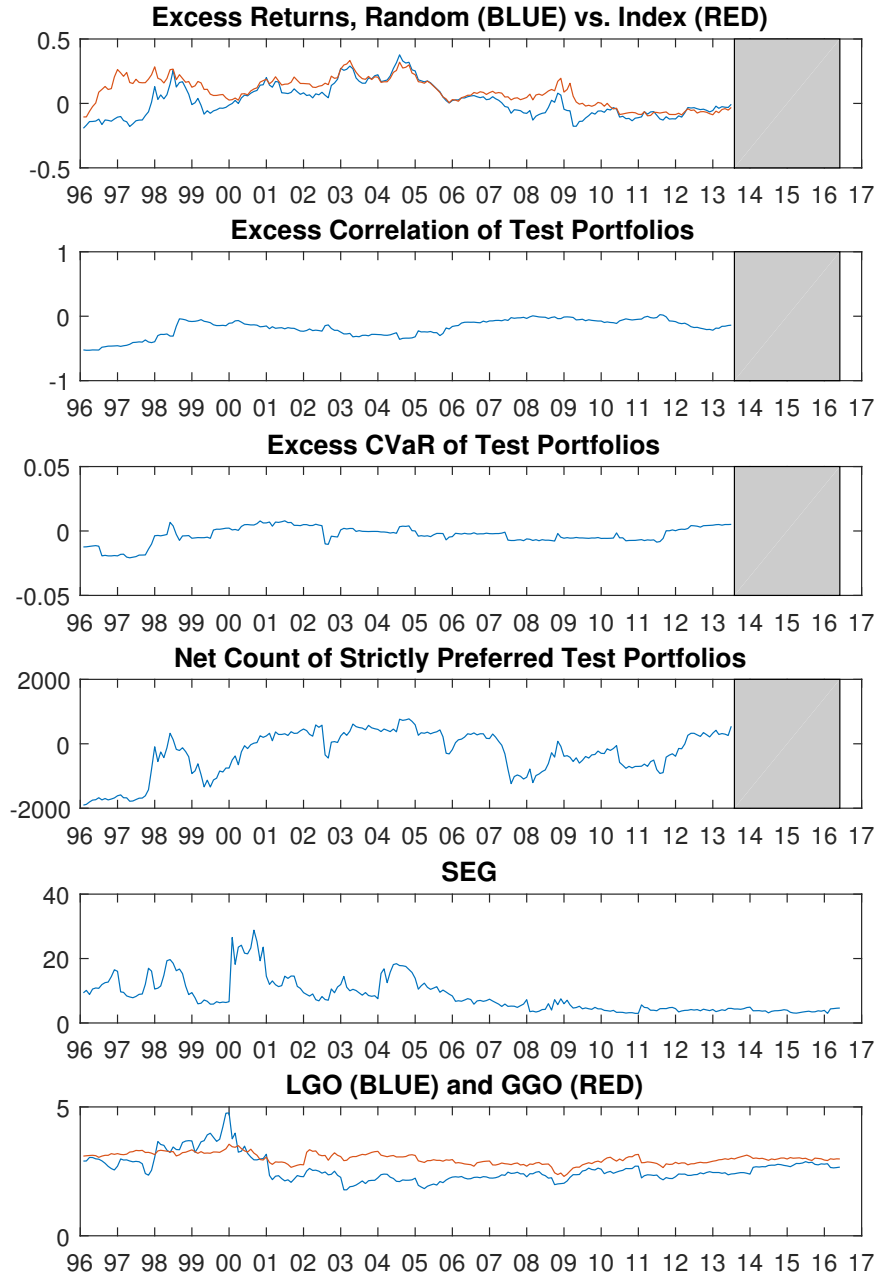 Excess Returns, Random (BLUE) vs. Index (RED)
0.5
0
-0.5
96 97 98 99 00 01 02 03 04 05 06 07 08 09 10 11 12 13 14 15 16 17
Excess Correlation of Test Portfolios
1
0
-1
96 97 98 99 00 01 02 03 04 05 06 07 08 09 10 11 12 13 14 15 16 17
Excess CVaR of Test Portfolios
0.05
0
-0.05
96 97 98 99 00 01 02 03 04 05 06 07 08 09 10 11 12 13 14 15 16 17
Net Count of Strictly Preferred Test Portfolios
2000
0
-2000
96 97 98 99 00 01 02 03 04 05 06 07 08 09 10 11 12 13 14 15 16 17
SEG
40
20
0
96 97 98 99 00 01 02 03 04 05 06 07 08 09 10 11 12 13 14 15 16 17
LGO (BLUE) and GGO (RED)
5
0
96 97 98 99 00 01 02 03 04 05 06 07 08 09 10 11 12 13 14 15 16 17